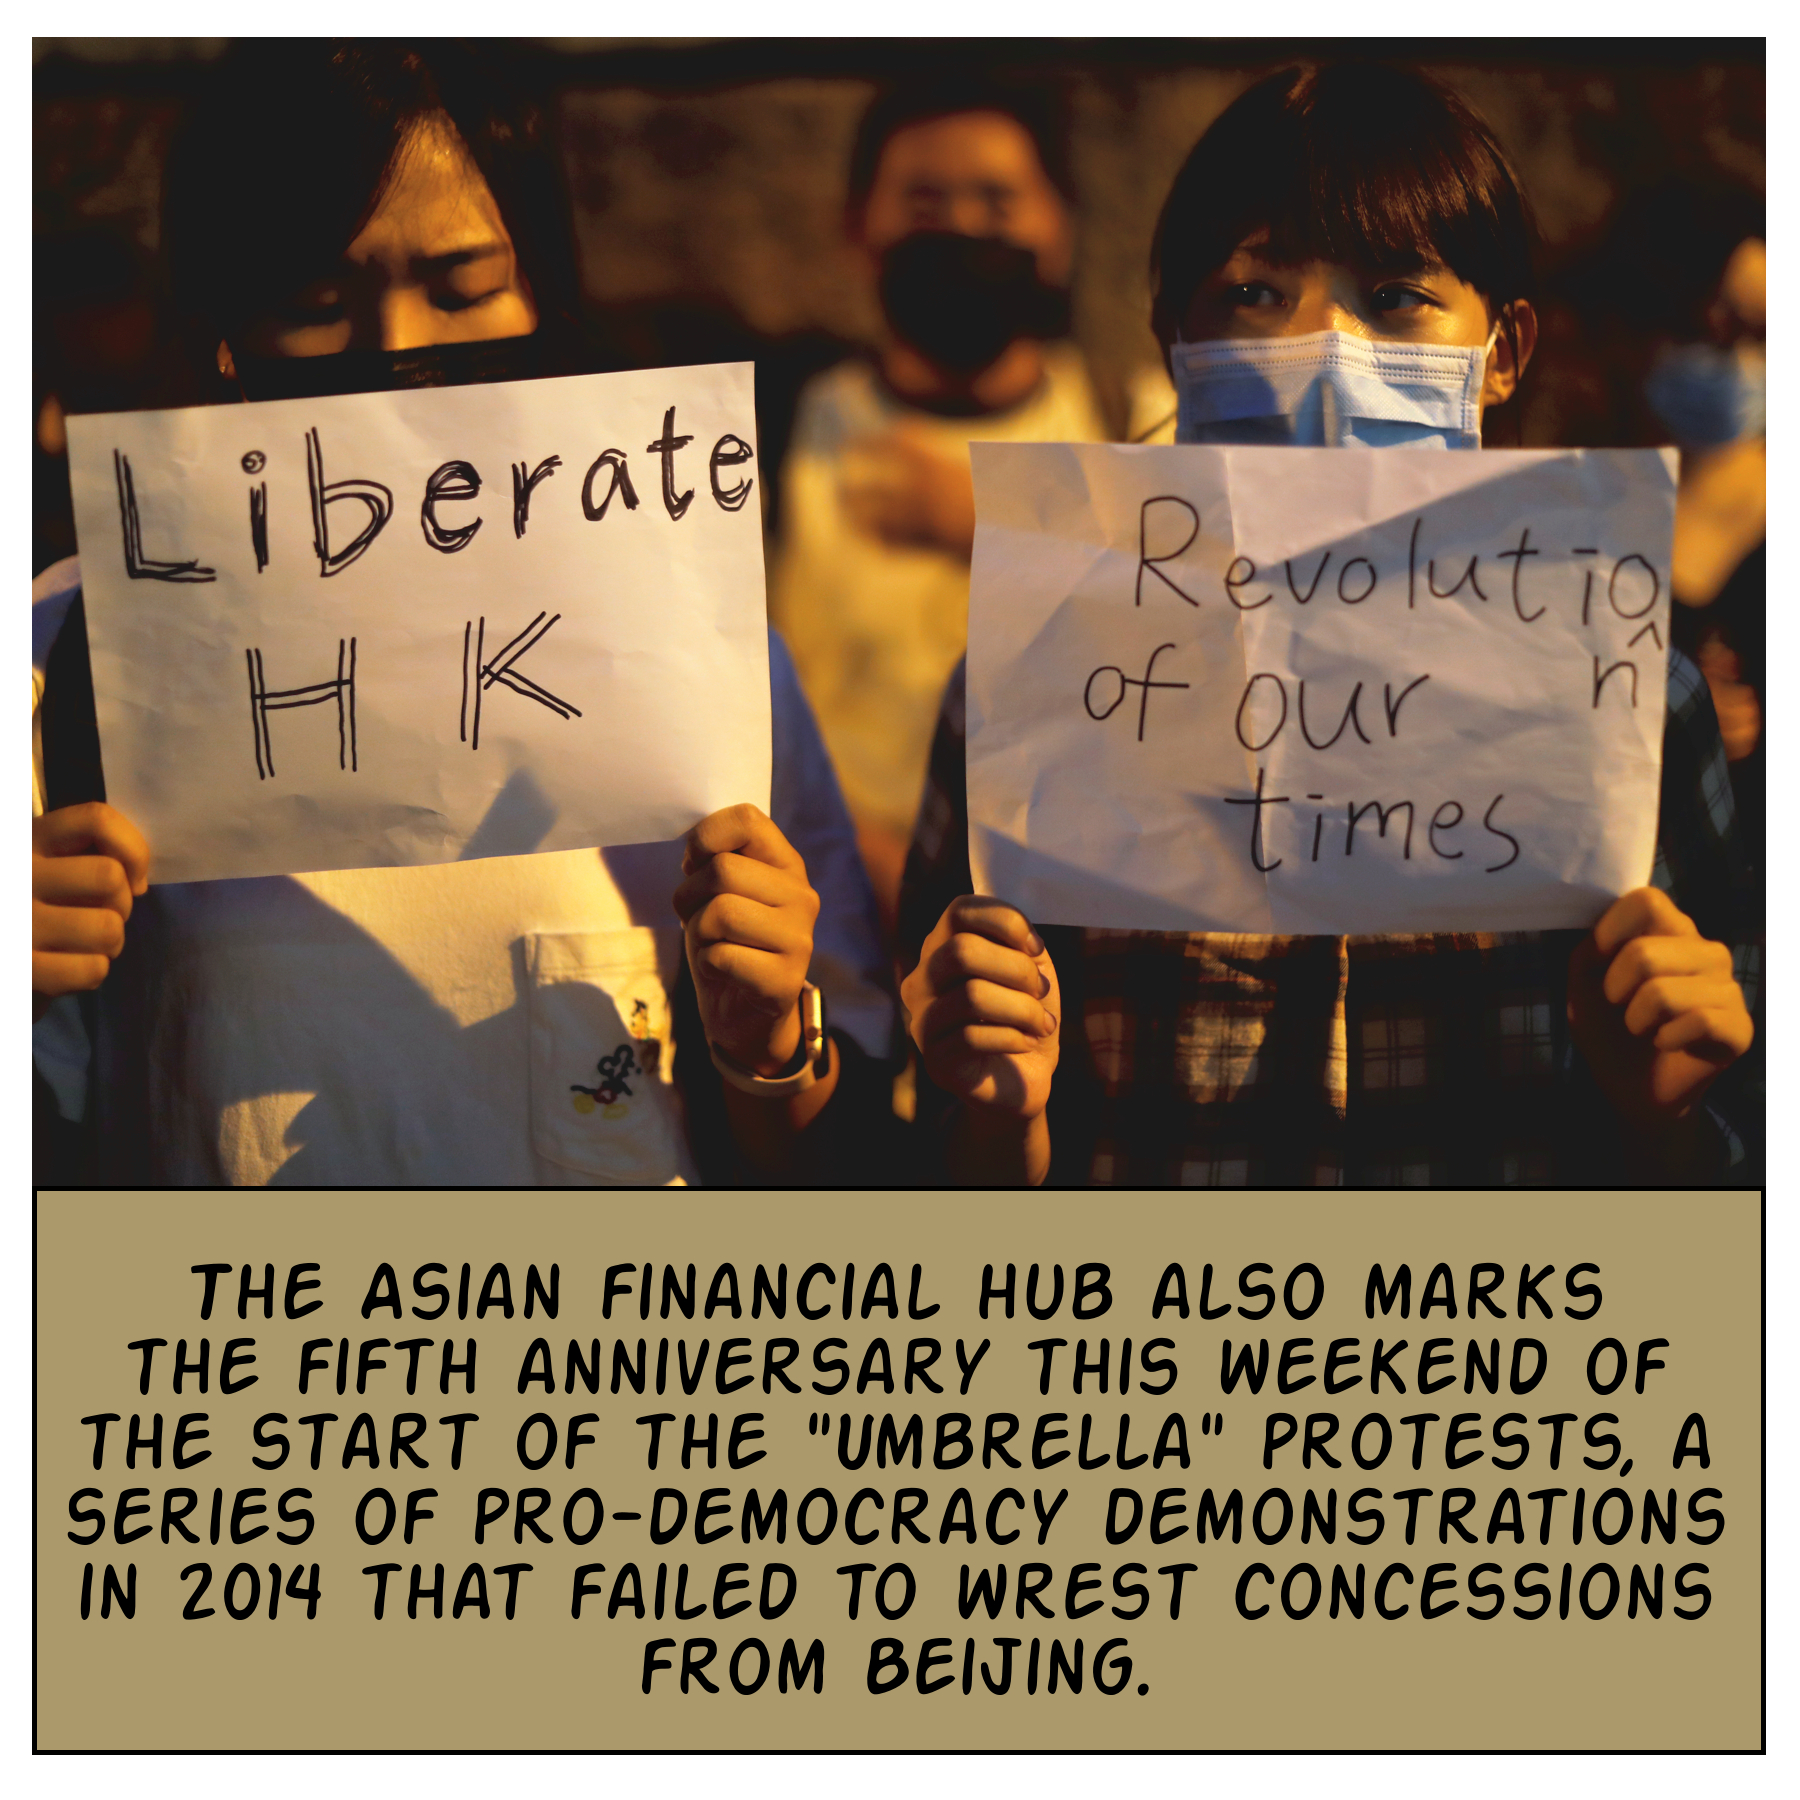 Liberate
HK
Revolutio
n
of our
times
THE ASIAN FINANCIAL HUB ALSO MARKS
THE FIFTH ANNIVERSARY THIS WEEKEND OF
THE START OF THE "UMBRELLA" PROTESTS, A
SERIES OF PRO-DEMOCRACY DEMONSTRATIONS
IN 2014 THAT FAILED TO WREST CONCESSIONS
FROM BEIJING.